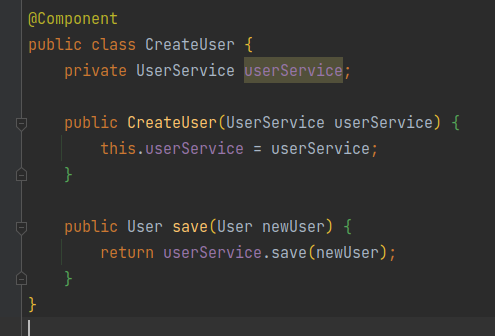 @Component
public class CreateUser {
    private UserService userService;
    public CreateUser(UserService userService) {
        this.userService = userService;
    }
    public User save(User newUser) {
        return userService.save(newUser);
    }
}